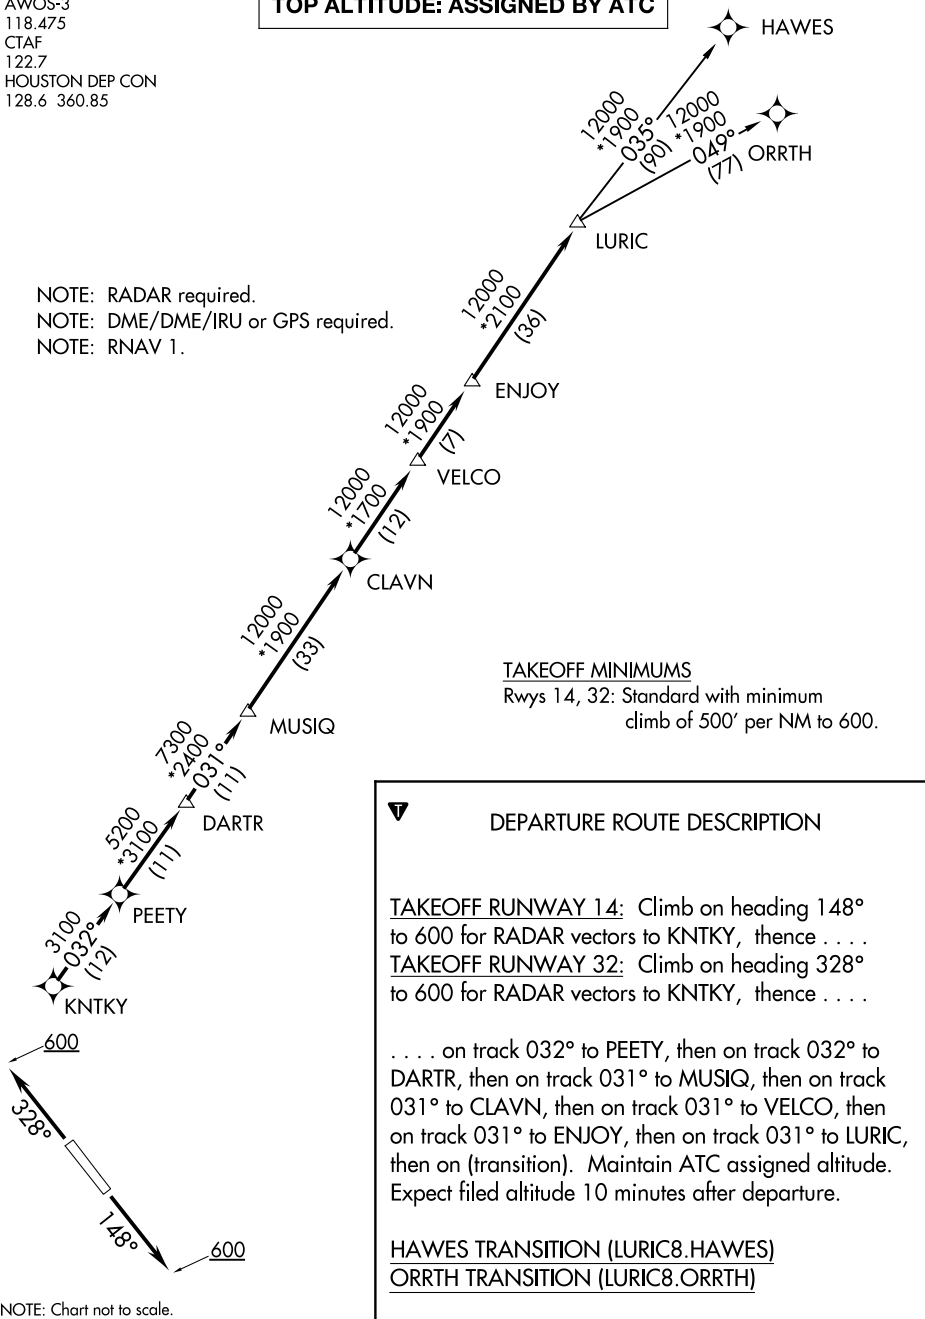 AWOS-3
118.475
CTAF
122.7
HOUSTON DEP CON
128.6 360.85
TOP ALTITUDE: ASSIGNED BY ATC
HAWES
12000
*1900
035°
(90)
12000
*1900
049°
(77)
ORRTH
LURIC
NOTE: RADAR required.
NOTE: DME/DME/IRU or GPS required.
NOTE: RNAV 1.
12000
*2100
(36)
ENJOY
12000
*1900
(7)
VELCO
12000
*1700
(12)
CLAVN
12000
*1900
(33)
MUSIQ
TAKEOFF MINIMUMS
Rwys 14, 32: Standard with minimum
climb of 500' per NM to 600.
7300
*2400
031°
(11)
DARTR
5200
*3100
(11)
PEETY
3100
032°
(12)
KNTKY
600
328°
148°
600
NOTE: Chart not to scale.
T
DEPARTURE ROUTE DESCRIPTION
TAKEOFF RUNWAY 14: Climb on heading 148°
to 600 for RADAR vectors to KNTKY, thence . . . .
TAKEOFF RUNWAY 32: Climb on heading 328°
to 600 for RADAR vectors to KNTKY, thence . . . .
. . . . on track 032° to PEETY, then on track 032° to
DARTR, then on track 031° to MUSIQ, then on track
031° to CLAVN, then on track 031° to VELCO, then
on track 031° to ENJOY, then on track 031° to LURIC,
then on (transition). Maintain ATC assigned altitude.
Expect filed altitude 10 minutes after departure.
HAWES TRANSITION (LURIC8.HAWES)
ORRTH TRANSITION (LURIC8.ORRTH)